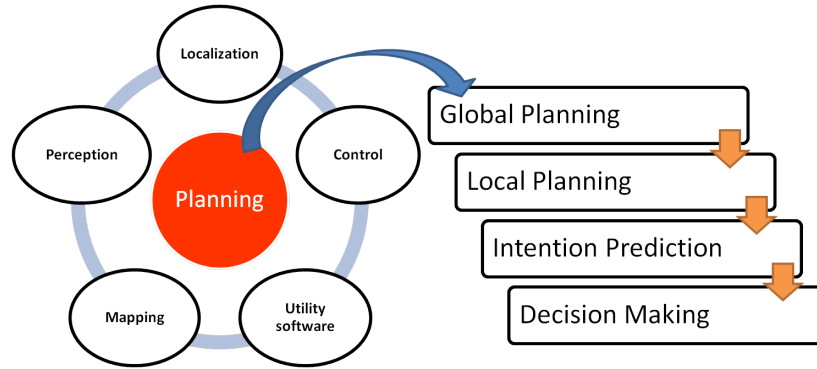 Localization
Perception
Control
Planning
Mapping
Utility
software
Global Planning
Local Planning
Intention Prediction
Decision Making